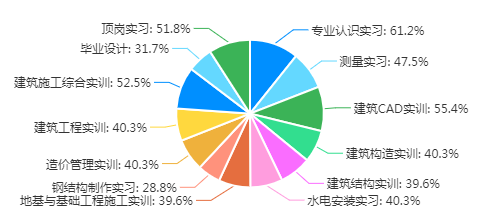 顶岗实习: 51.8%
专业认识实习: 61.2%
毕业设计: 31.7%
测量实习: 47.5%
建筑施工综合实训: 52.5%
建筑CAD实训: 55.4%
建筑工程实训: 40.3%
建筑构造实训: 40.3%
造价管理实训: 40.3%
钢结构制作实习: 28.8%
建筑结构实训: 39.6%
地基与基础工程施工实训: 39.6%
水电安装实习: 40.3%